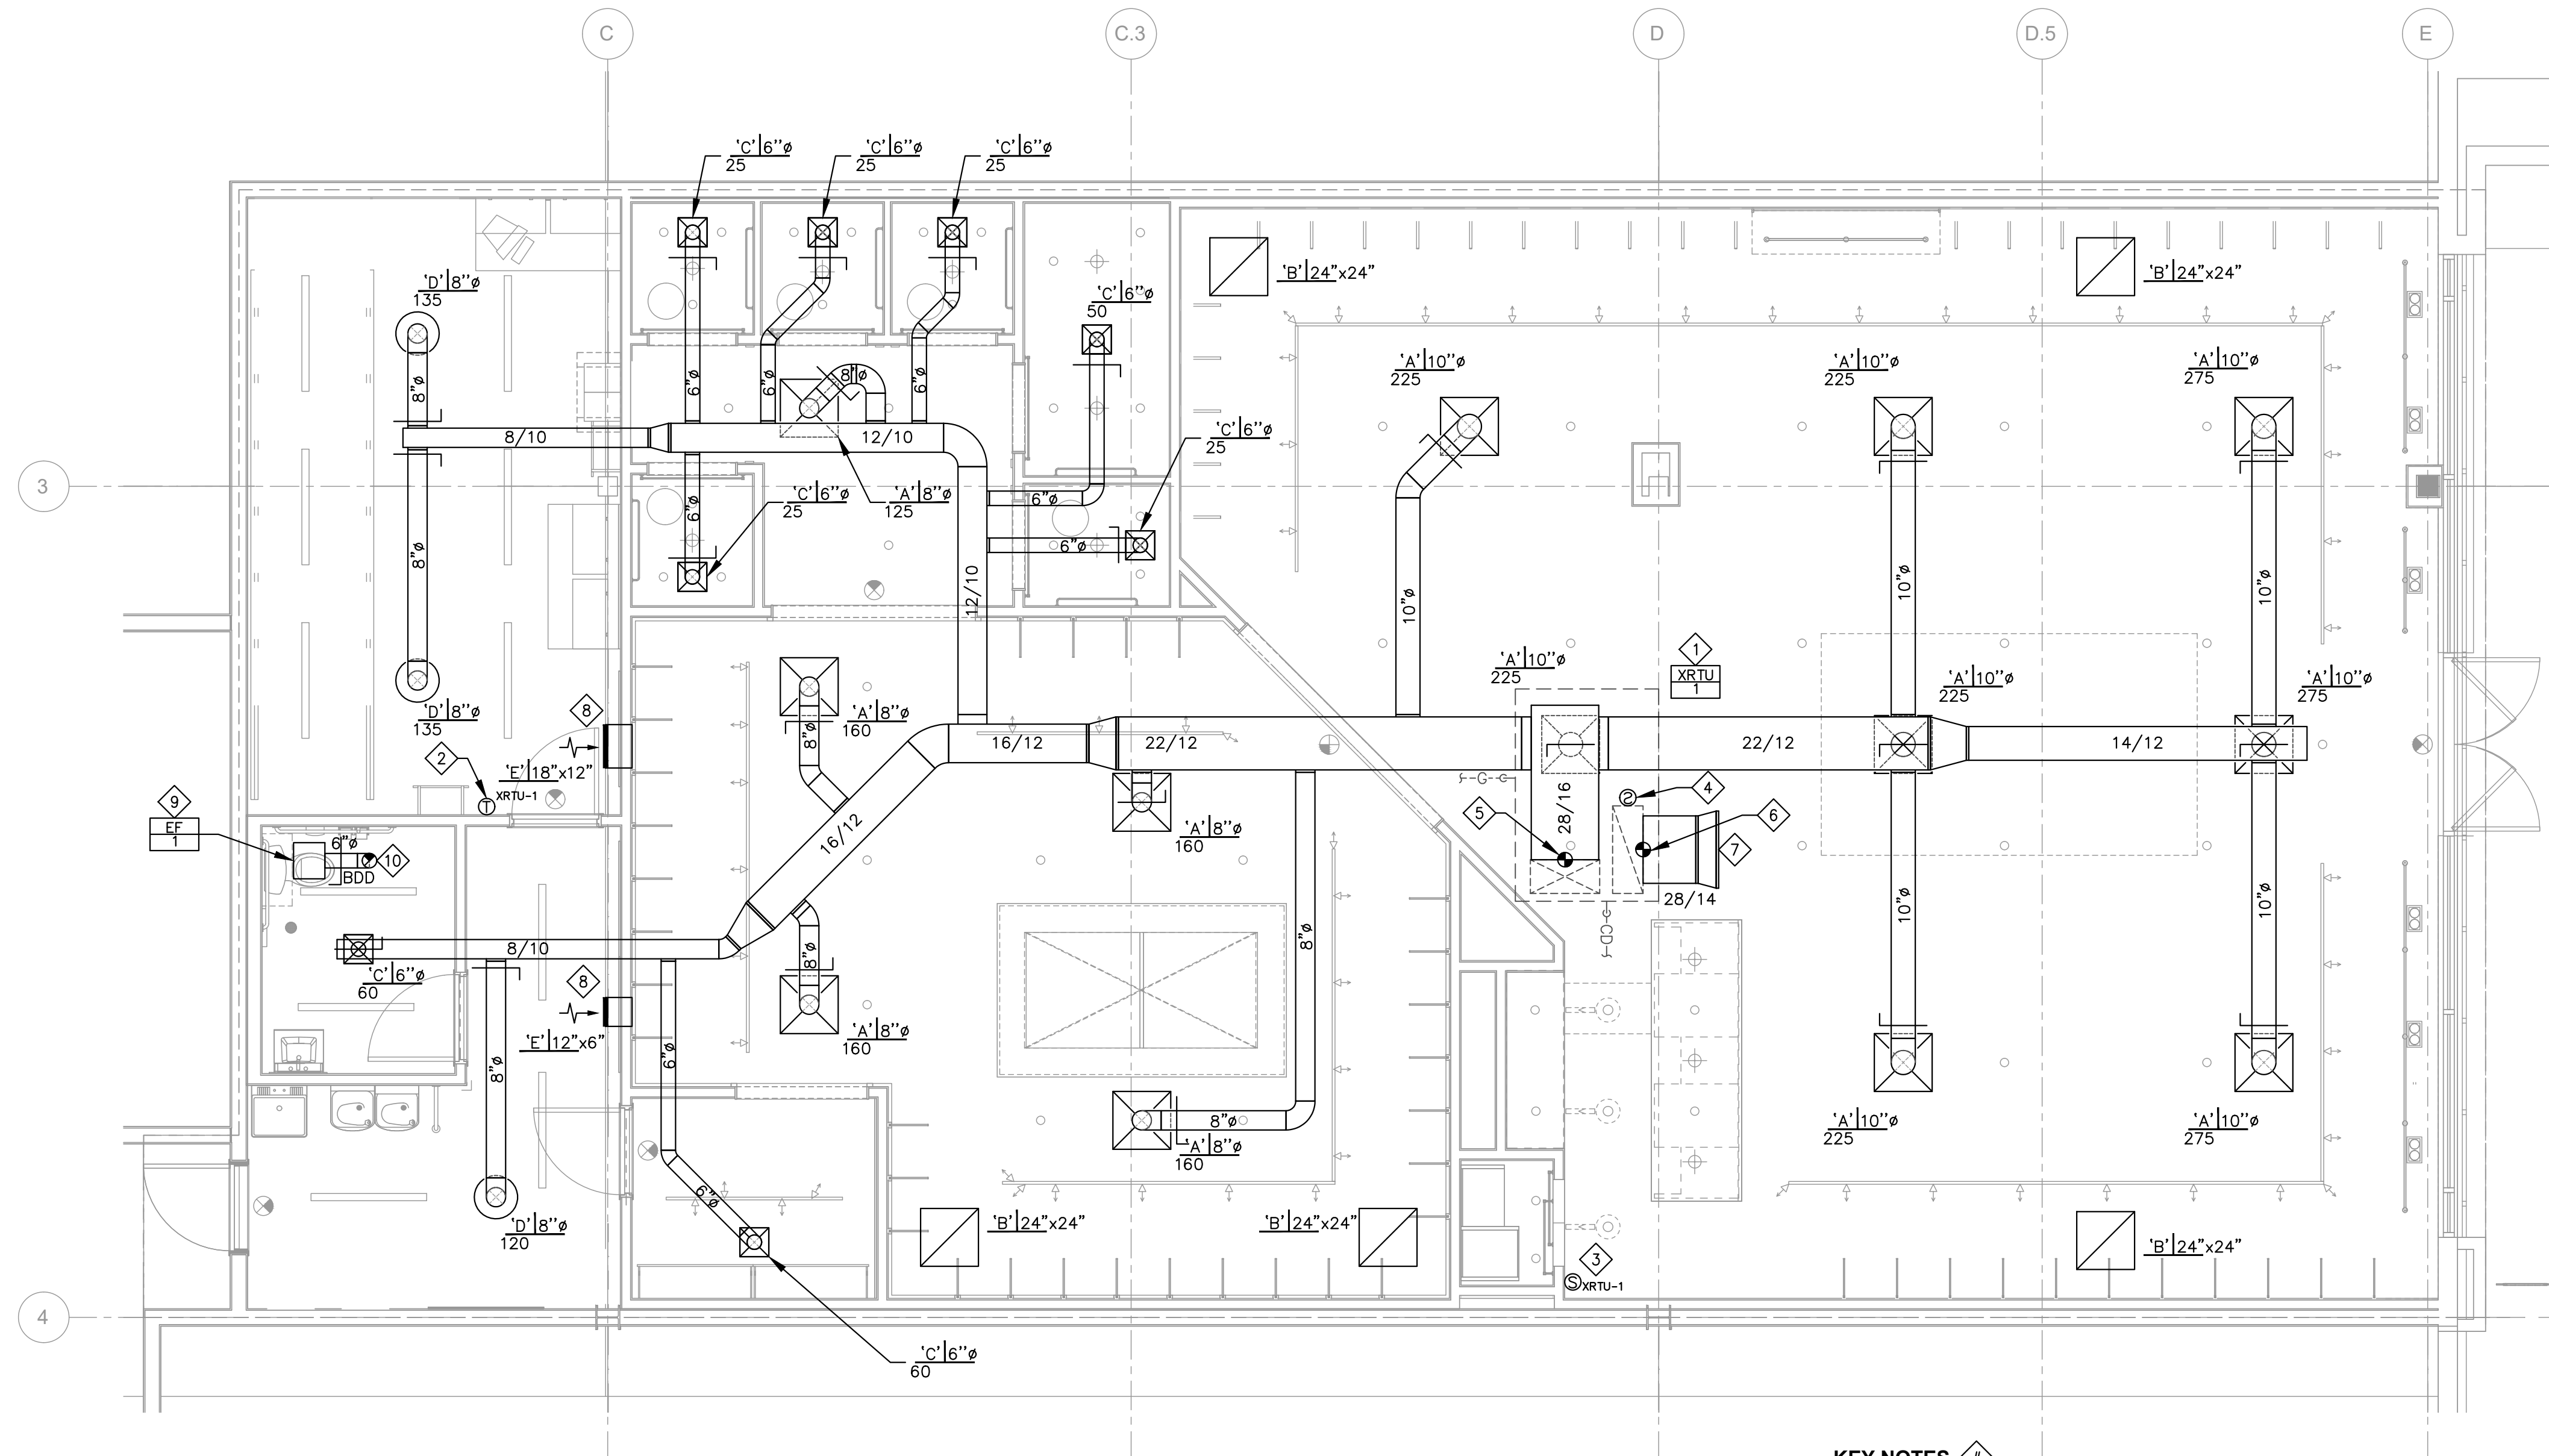 C
C.3
D
D.5
E
'C' 6"ø
25
'C' 6"ø
25
'C' 6"ø
25
'B' 24"x24"
'B' 24"x24"
'D' 8"ø
135
'C' 6"ø
50
'A' 10"ø
225
'A' 10"ø
225
'A' 10"ø
275
8"ø
6"ø
6"ø
8"ø
6"ø
8/10
12/10
'C' 6"ø
25
3
'C' 6"ø
25
'A' 8"ø
125
6"ø
6"ø
6"ø
8"ø
12/10
10"ø
10"ø
10"ø
'D' 8"ø
135
8
'A' 8"ø
160
8"ø
'A' 10"ø
225
1
XRTU
1
'A' 10"ø
225
'A' 10"ø
275
16/12
22/12
22/12
14/12
2
T
XRTU-1
'E' 18"x12"
G
S
4
9
EF
1
5
28/16
6
7
28/14
6"ø
10
BDD
16/12
'A' 8"ø
160
8/10
8"ø
8"ø
10"ø
10"ø
CD
'C' 6"ø
60
8
'E' 12"x6"
'A' 8"ø
160
8"ø
6"ø
8"ø
'A' 8"ø
160
'A' 10"ø
225
'A' 10"ø
275
6"ø
'D' 8"ø
120
'B' 24"x24"
'B' 24"x24"
'B' 24"x24"
3
S
XRTU-1
4
'C' 6"ø
60
KEY NOTES
#